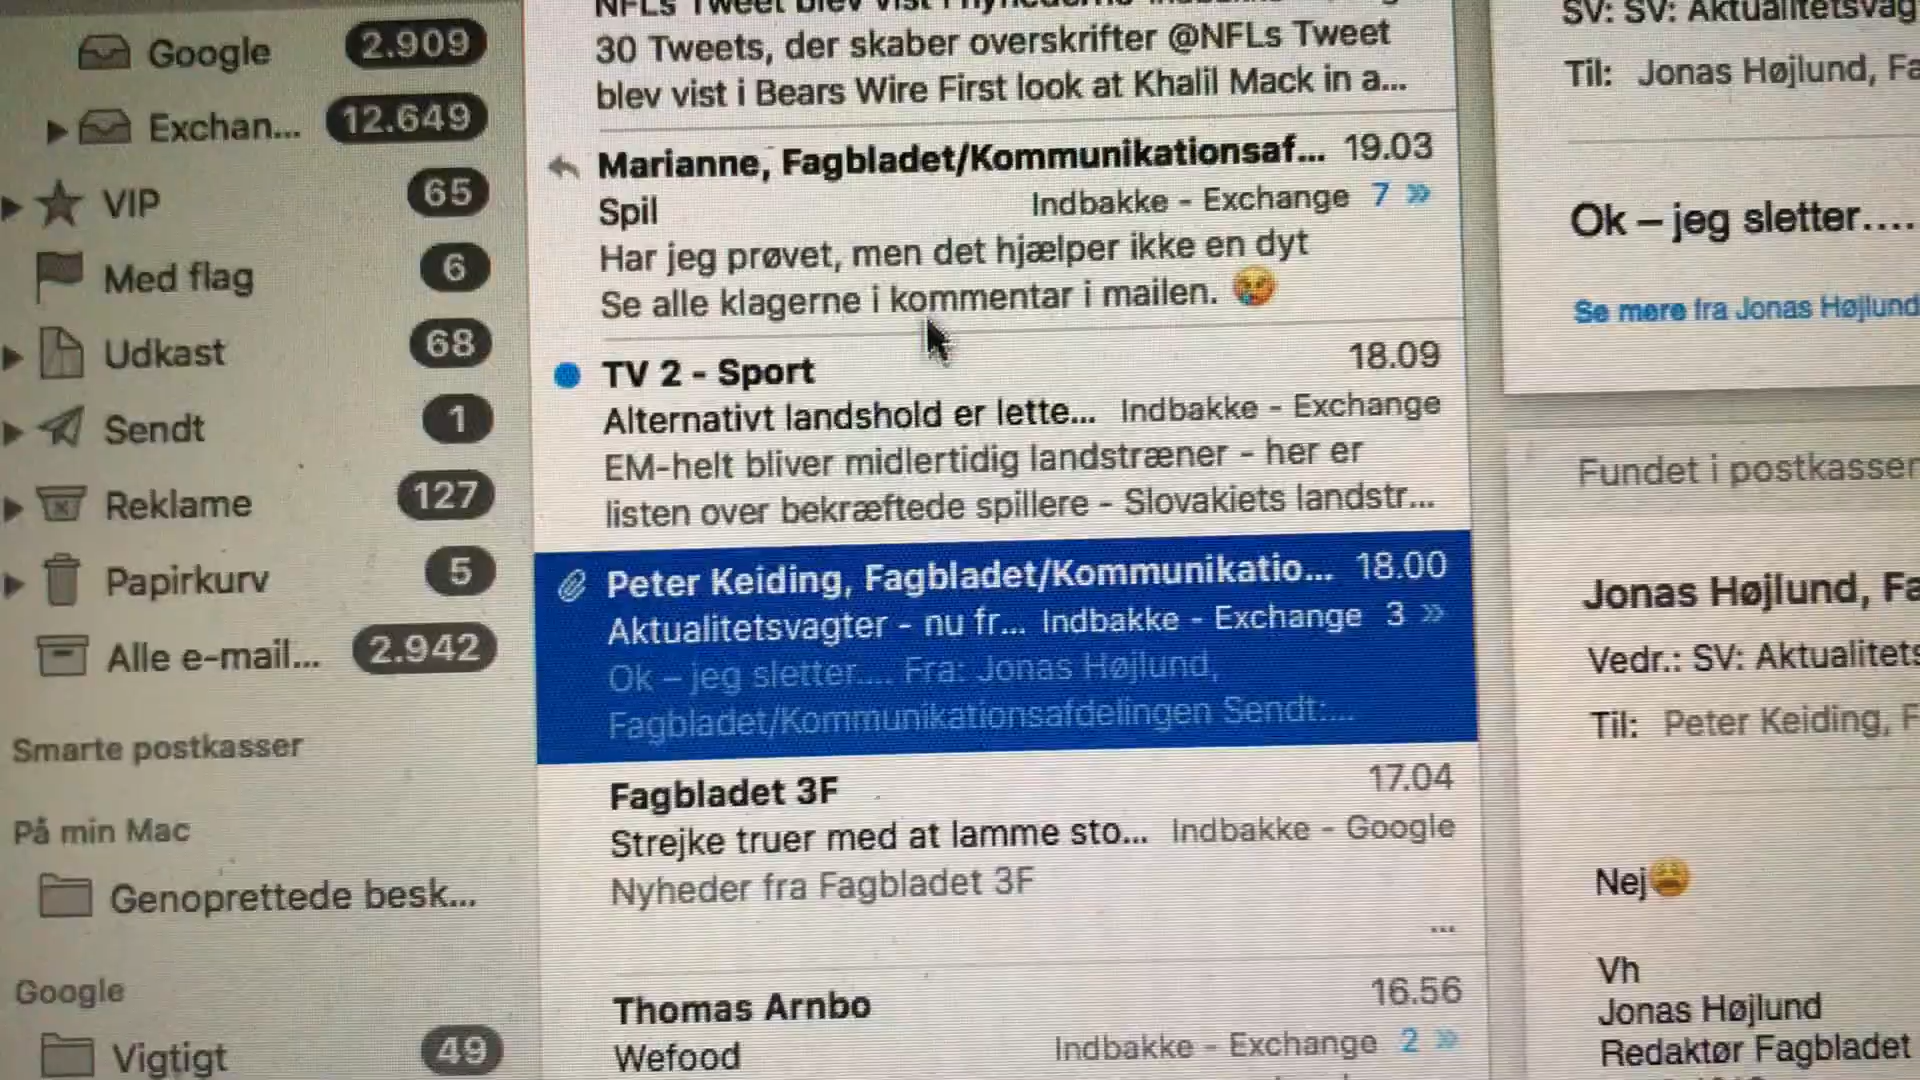 Google 2.909
Exchan... 12.649
VIP 65
Med flag 6
Udkast 68
Sendt 1
Reklame 127
Papirkurv 5
Alle e-mail... 2.942
Smarte postkasser
På min Mac
Genoprettede besk...
Google
Vigtigt 49
30 Tweets, der skaber overskrifter @NFLs Tweet
blev vist i Bears Wire First look at Khalil Mack in a...
Marianne, Fagbladet/Kommunikationsaf... 19.03
Spil Indbakke - Exchange 7 »
Har jeg prøvet, men det hjælper ikke en dyt
Se alle klagerne i kommentar i mailen. 😢
TV 2 - Sport 18.09
Alternativt landshold er lette... Indbakke - Exchange
EM-helt bliver midlertidig landstræner - her er
listen over bekræftede spillere - Slovakiets landstr...
Peter Keiding, Fagbladet/Kommunikatio... 18.00
Aktualitetsvagter - nu fr... Indbakke - Exchange 3 »
Ok – jeg sletter.... Fra: Jonas Højlund,
Fagbladet/Kommunikationsafdelingen Sendt:...
Fagbladet 3F 17.04
Strejke truer med at lamme sto... Indbakke - Google
Nyheder fra Fagbladet 3F
...
Thomas Arnbo 16.56
Wefood Indbakke - Exchange 2 »
SV: SV: Aktualitetsvag
Til: Jonas Højlund, Fa
Ok – jeg sletter....
Se mere fra Jonas Højlund
Fundet i postkassen
Jonas Højlund, Fa
Vedr.: SV: Aktualitets
Til: Peter Keiding, F
Nej😩
Vh
Jonas Højlund
Redaktør Fagbladet